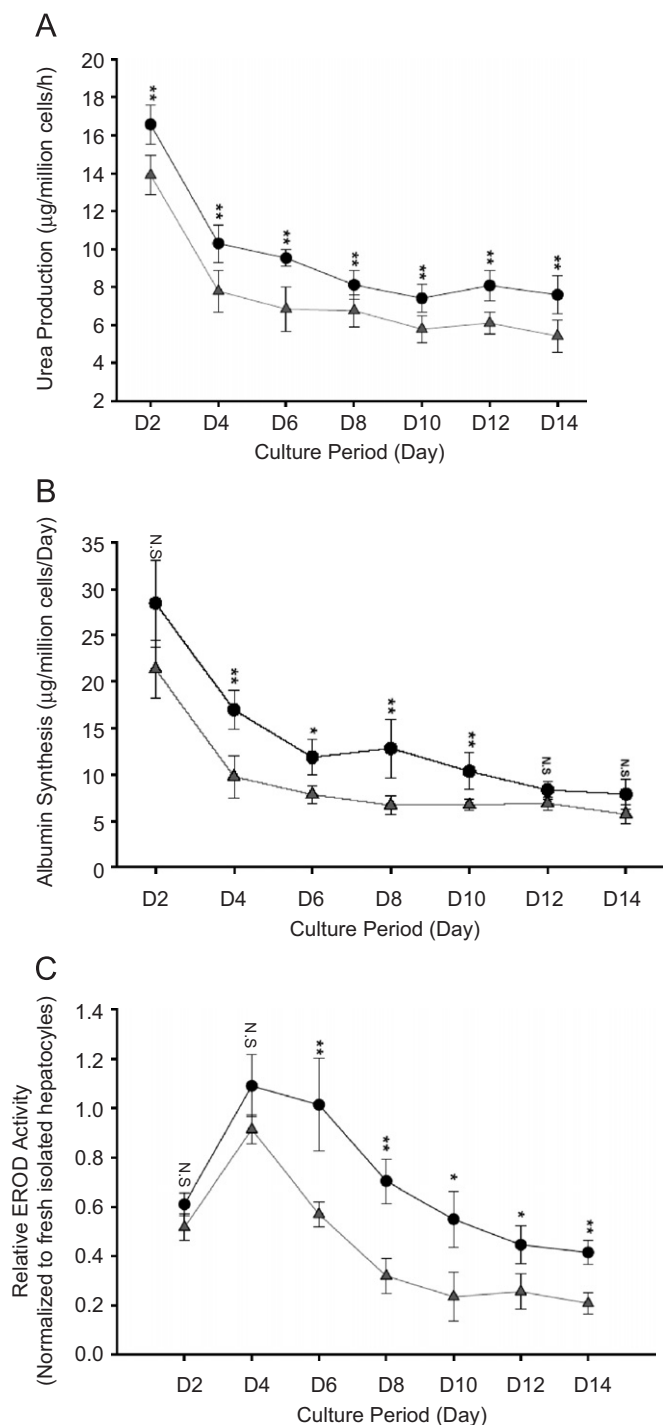 A
Urea Production (µg/million cells/h)
20
18
16
14
12
10
8
6
4
2
**
**
**
**
**
**
**
D2 D4 D6 D8 D10 D12 D14
Culture Period (Day)
B
Albumin Synthesis (µg/million cells/Day)
35
30
25
20
15
10
5
0
N.S
**
*
**
**
N.S
N.S
D2 D4 D6 D8 D10 D12 D14
Culture Period (Day)
C
Relative EROD Activity
(Normalized to fresh isolated hepatocyles)
1.4
1.2
1.0
0.8
0.6
0.4
0.2
0.0
N.S
N.S
**
**
*
*
**
D2 D4 D6 D8 D10 D12 D14
Culture Period (Day)